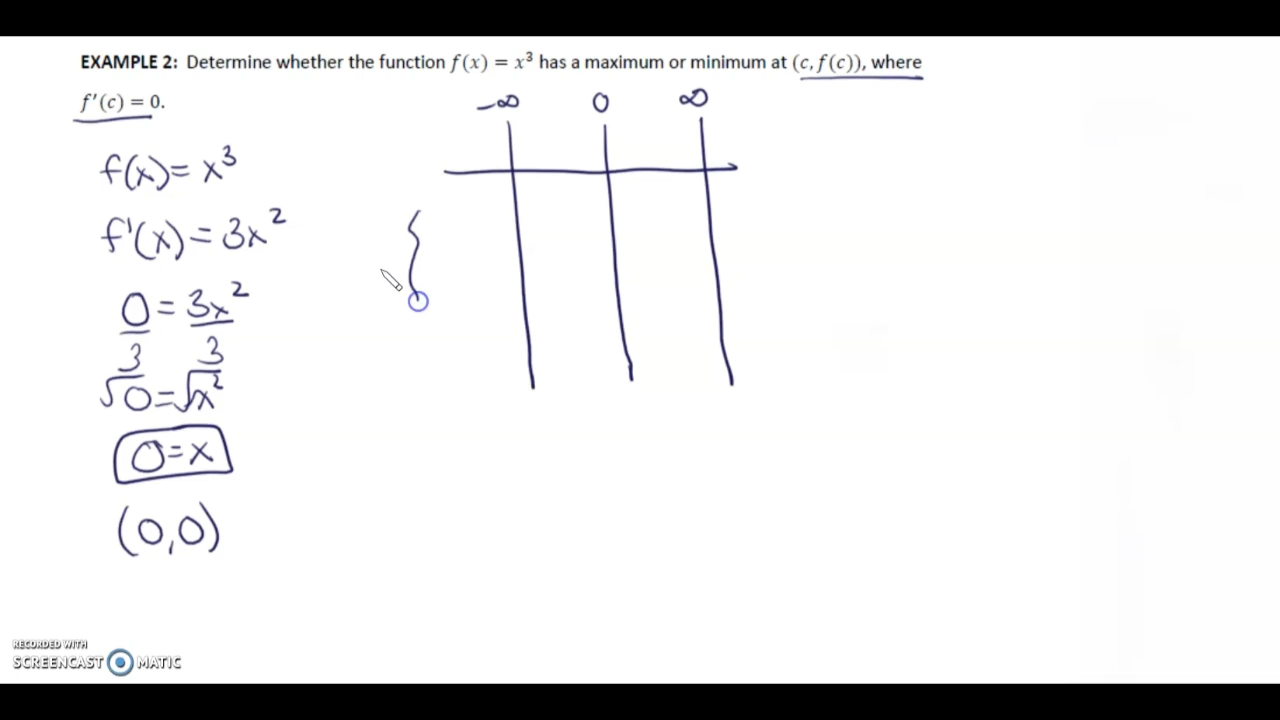 EXAMPLE 2: Determine whether the function f(x) = x³ has a maximum or minimum at (c, f(c)), where
f'(c) = 0.
-∞ 0 ∞
f(x) = x³
f'(x) = 3x²
0 = 3x²
3 3
√0 = √x²
0 = x
(0,0)
RECORDED WITH
SCREENCAST MATIC